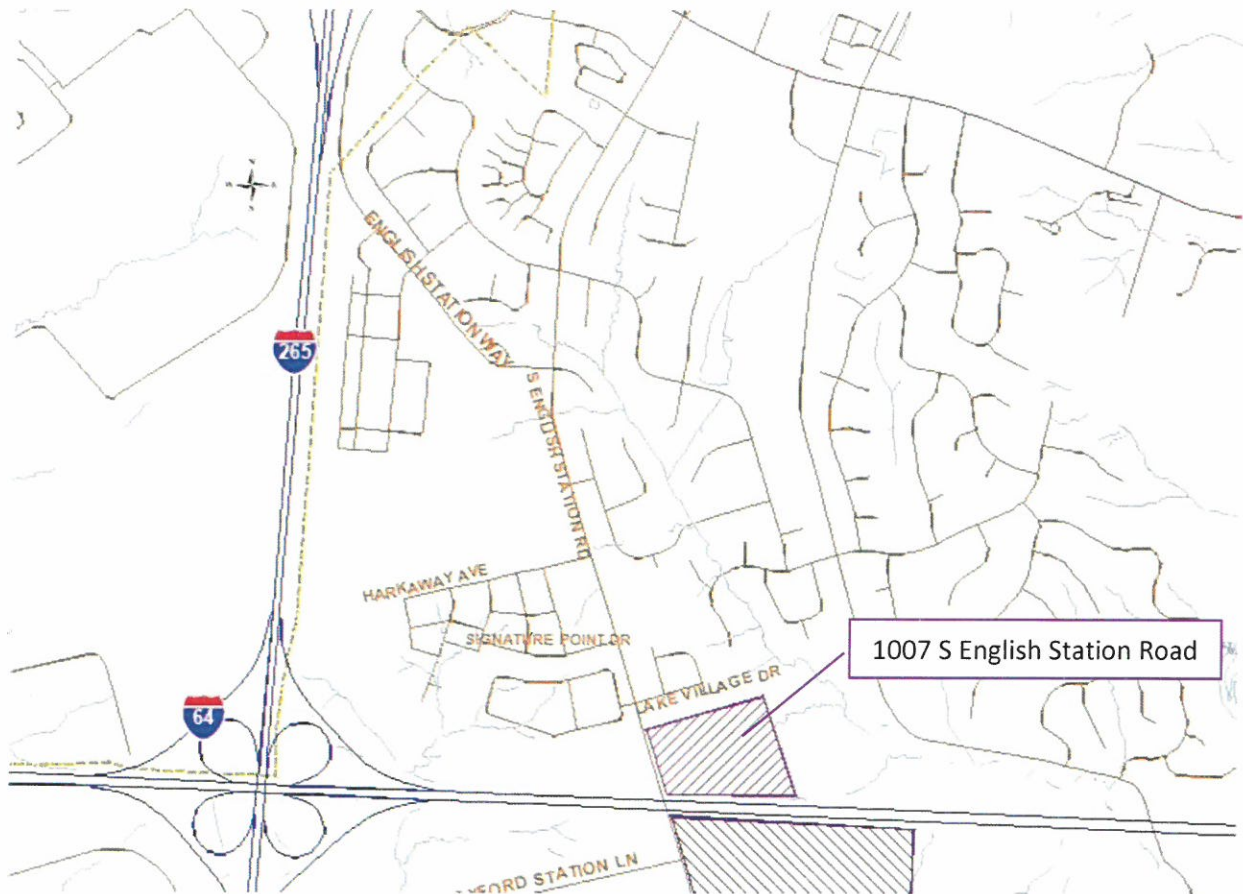 ENGLISH STATION WAY
265
S ENGLISH STATION RD
HARKAWAY AVE
SIGNATURE POINT DR
1007 S English Station Road
LAKE VILLAGE DR
64
STATION LN